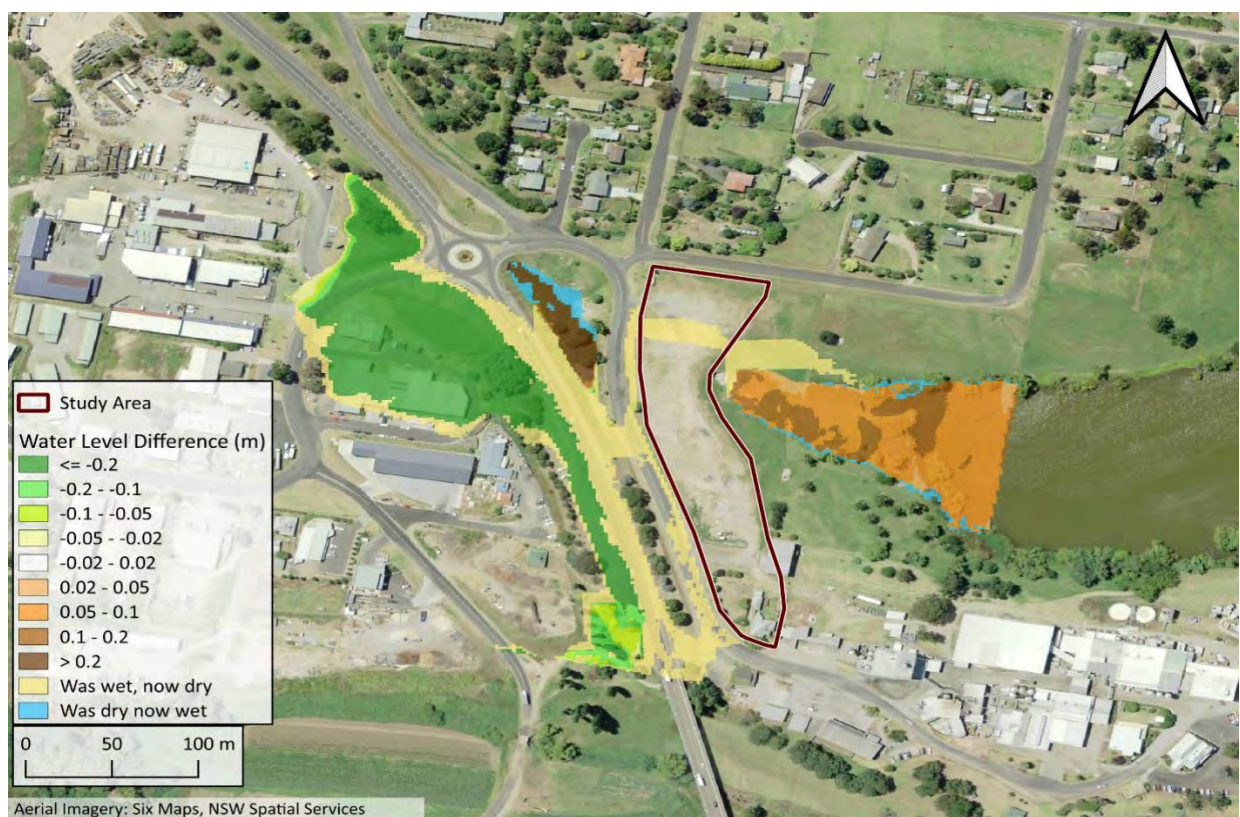 Study Area
Water Level Difference (m)
<= -0.2
-0.2 - -0.1
-0.1 - -0.05
-0.05 - -0.02
-0.02 - 0.02
0.02 - 0.05
0.05 - 0.1
0.1 - 0.2
> 0.2
Was wet, now dry
Was dry now wet
0 50 100 m
Aerial Imagery: Six Maps, NSW Spatial Services